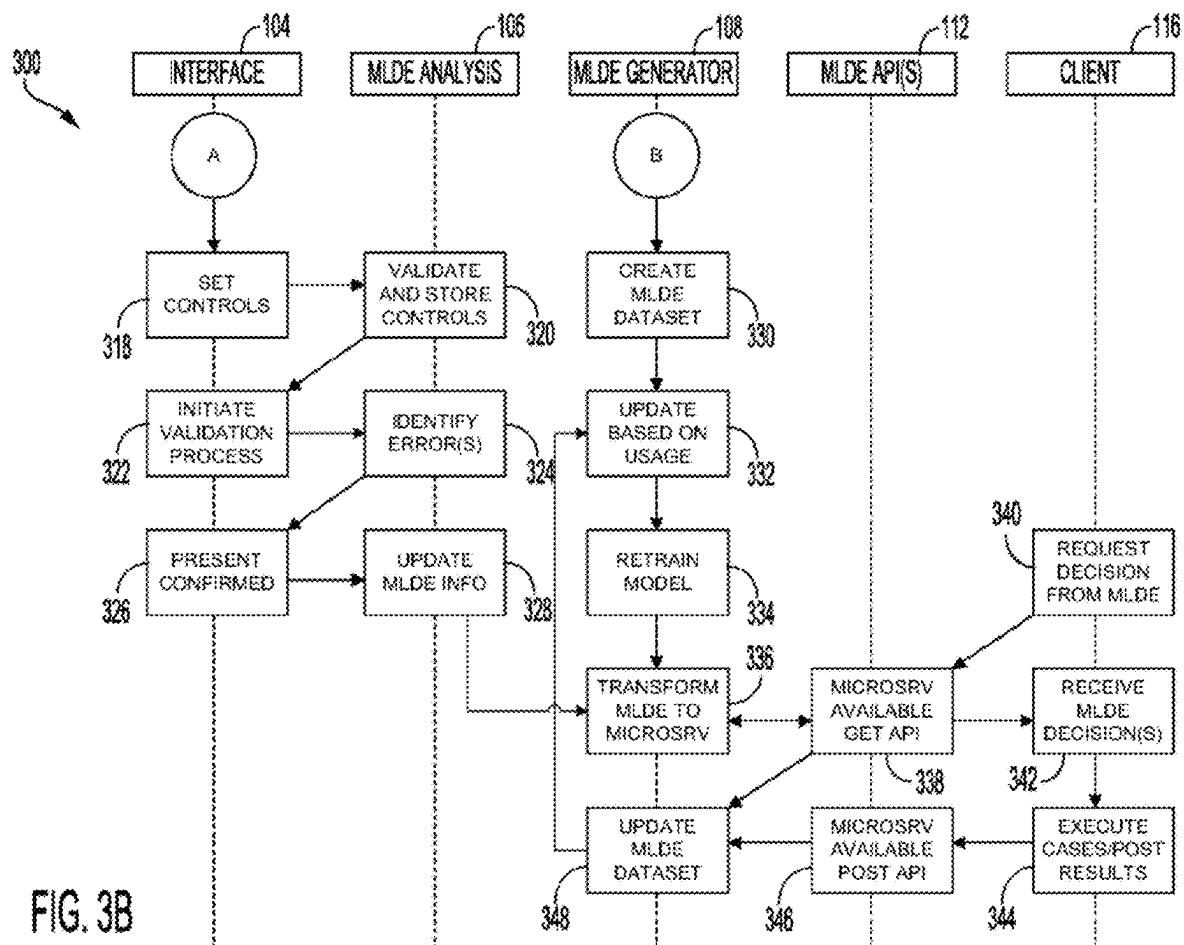 104
106
108
112
116
300
INTERFACE
MLDE ANALYSIS
MLDE GENERATOR
MLDE API(S)
CLIENT
A
B
SET
CONTROLS
318
VALIDATE
AND STORE
CONTROLS
320
CREATE
MLDE
DATASET
330
INITIATE
VALIDATION
PROCESS
322
IDENTIFY
ERROR(S)
324
UPDATE
BASED ON
USAGE
332
PRESENT
CONFIRMED
326
UPDATE
MLDE INFO
328
RETRAIN
MODEL
334
340
REQUEST
DECISION
FROM MLDE
336
TRANSFORM
MLDE TO
MICROSRV
MICROSRV
AVAILABLE
GET API
338
RECEIVE
MLDE
DECISION(S)
342
UPDATE
MLDE
DATASET
348
MICROSRV
AVAILABLE
POST API
346
EXECUTE
CASES/POST
RESULTS
344
FIG. 3B